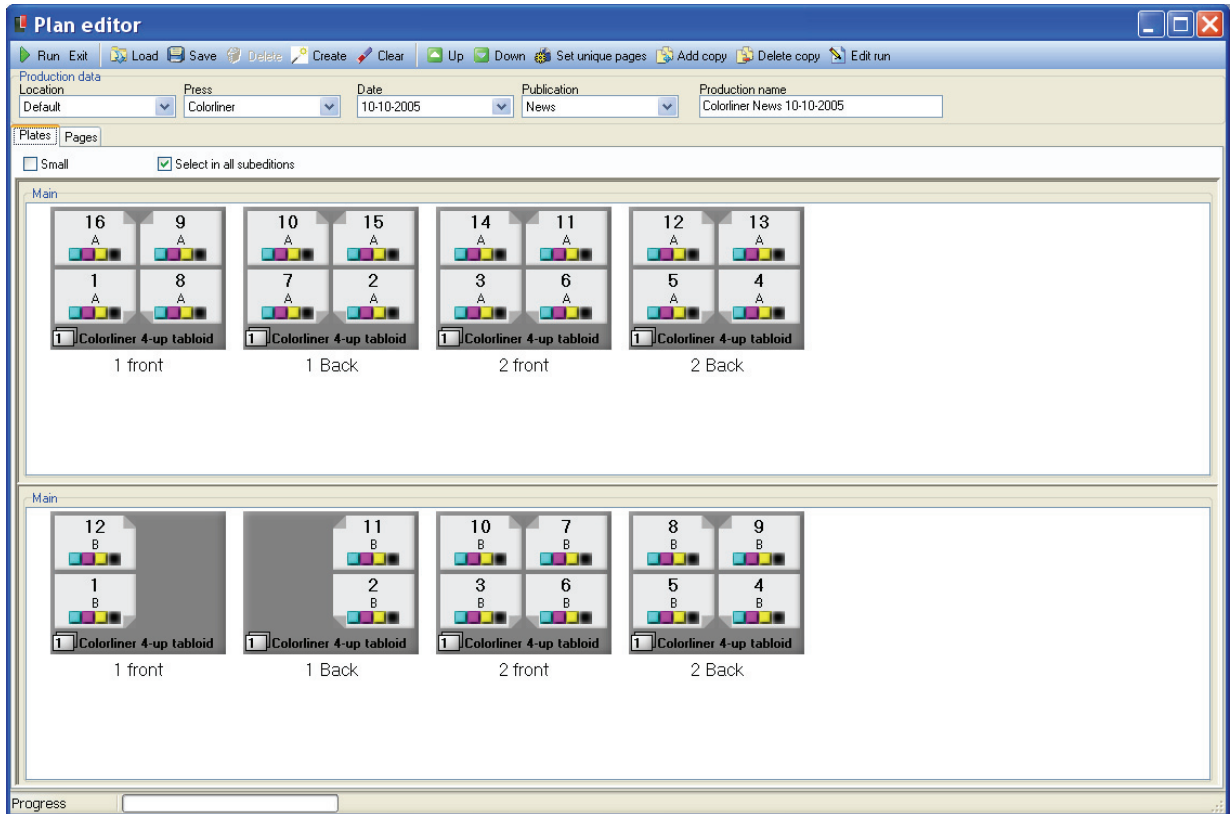 Plan editor
Run Exit Load Save Delete Create Clear Up Down Set unique pages Add copy Delete copy Edit run
Production data
Location Press Date Publication Production name
Default Colorliner 10-10-2005 News Colorliner News 10-10-2005
Plates Pages
Small Select in all subeditions
Main
16 9 10 15 14 11 12 13
A A A A A A A A
1 8 7 2 3 6 5 4
A A A A A A A A
1 Colorliner 4-up tabloid 1 Colorliner 4-up tabloid 1 Colorliner 4-up tabloid 1 Colorliner 4-up tabloid
1 front 1 Back 2 front 2 Back
Main
12 11 10 7 8 9
B B B B B B
1 2 3 6 5 4
B B B B B B
1 Colorliner 4-up tabloid 1 Colorliner 4-up tabloid 1 Colorliner 4-up tabloid 1 Colorliner 4-up tabloid
1 front 1 Back 2 front 2 Back
Progress